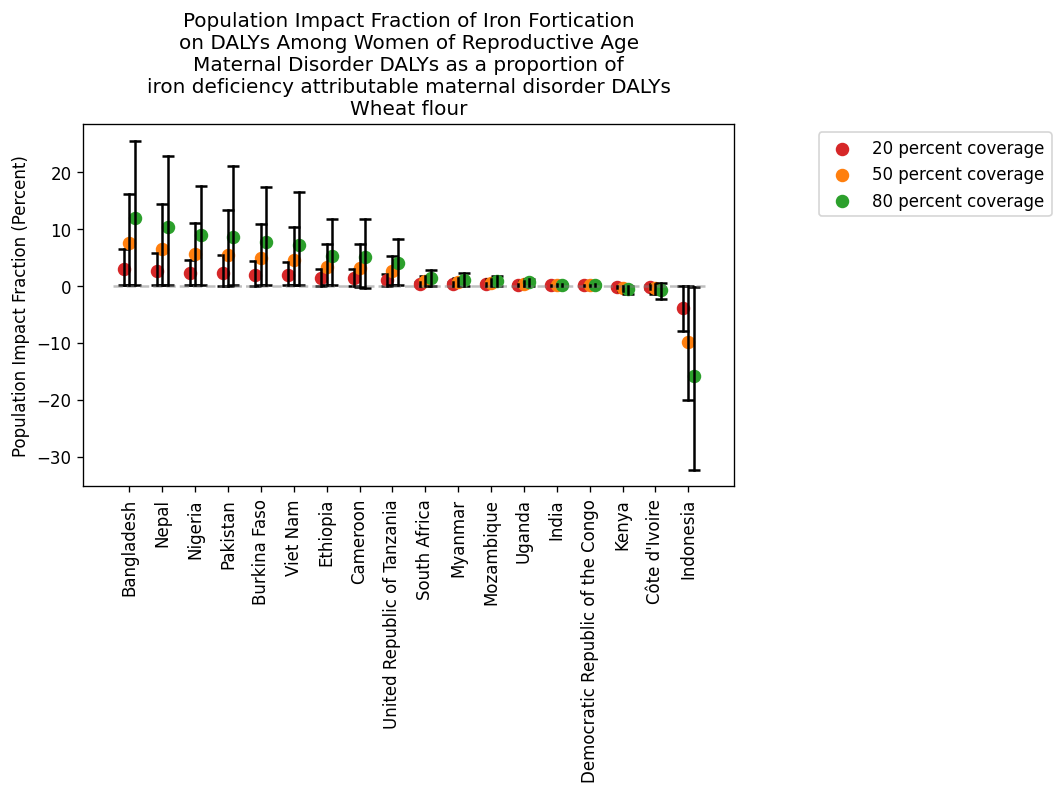 Population Impact Fraction of Iron Fortication
on DALYs Among Women of Reproductive Age
Maternal Disorder DALYs as a proportion of
iron deficiency attributable maternal disorder DALYs
Wheat flour
20 percent coverage
50 percent coverage
80 percent coverage
Population Impact Fraction (Percent)
20
10
0
−10
−20
−30
Bangladesh
Nepal
Nigeria
Pakistan
Burkina Faso
Viet Nam
Ethiopia
Cameroon
United Republic of Tanzania
South Africa
Myanmar
Mozambique
Uganda
India
Democratic Republic of the Congo
Kenya
Côte d'Ivoire
Indonesia